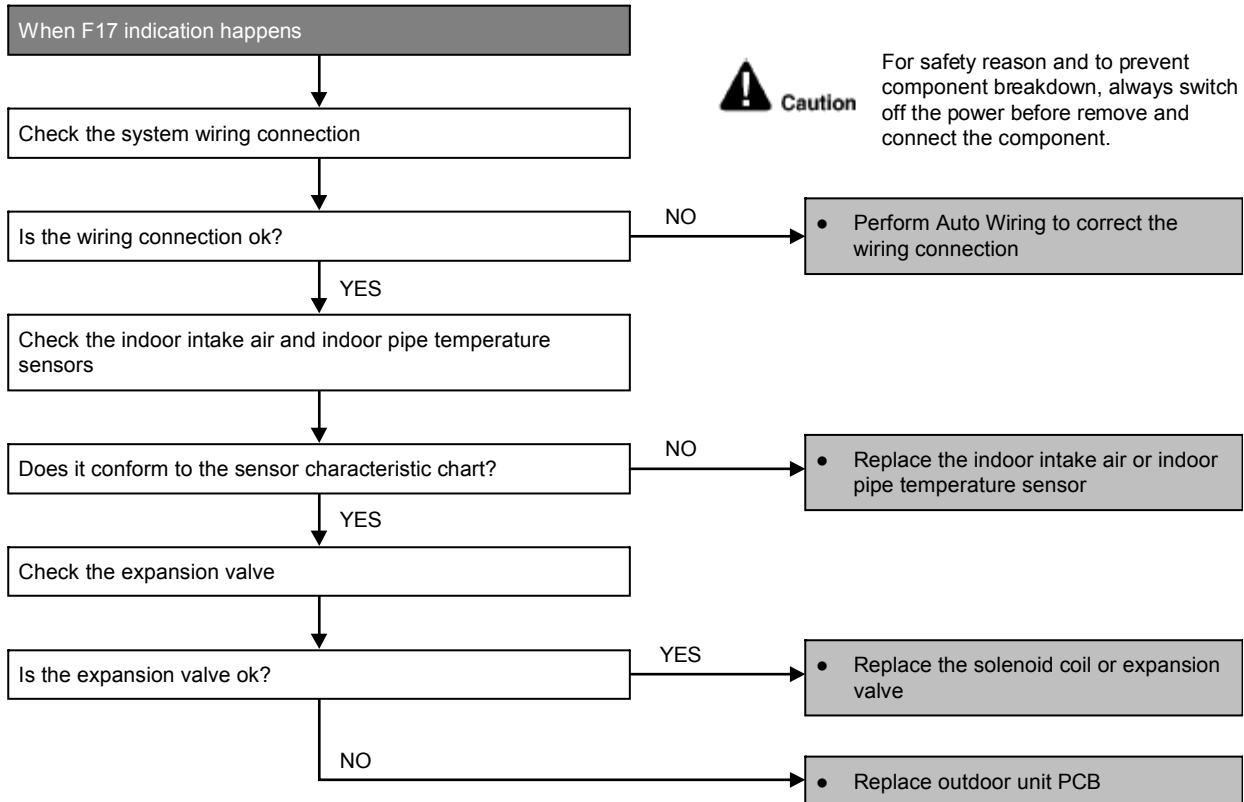 When F17 indication happens
Caution
For safety reason and to prevent
component breakdown, always switch
off the power before remove and
connect the component.
Check the system wiring connection
Is the wiring connection ok?
NO
● Perform Auto Wiring to correct the
wiring connection
YES
Check the indoor intake air and indoor pipe temperature
sensors
Does it conform to the sensor characteristic chart?
NO
● Replace the indoor intake air or indoor
pipe temperature sensor
YES
Check the expansion valve
Is the expansion valve ok?
YES
● Replace the solenoid coil or expansion
valve
NO
● Replace outdoor unit PCB